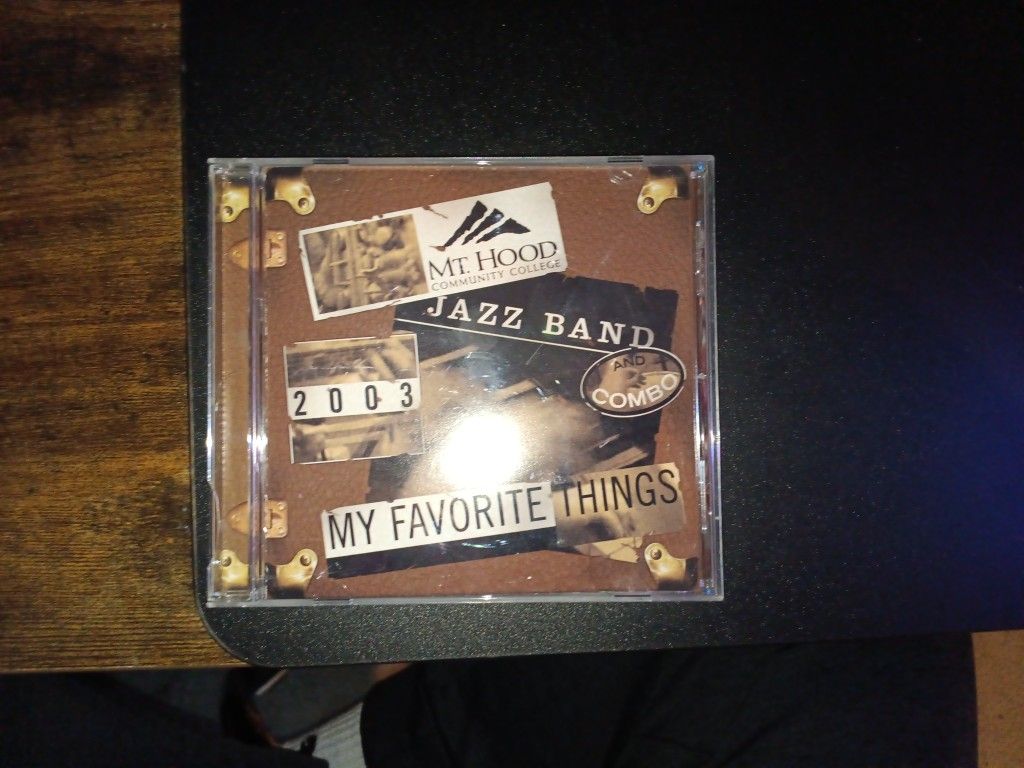 MT. HOOD
COMMUNITY COLLEGE
JAZZ BAND
AND
COMBO
2003
MY FAVORITE THINGS